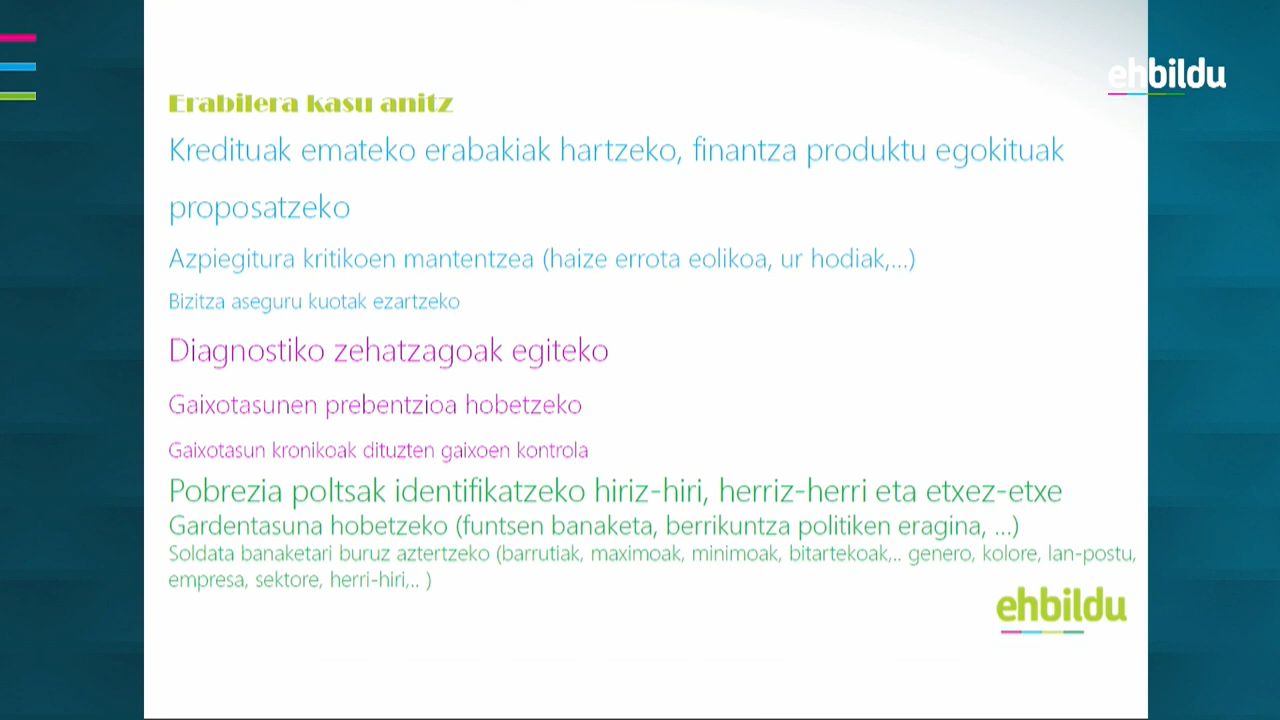 ehbildu
Erabilera kasu anitz
Kredituak emateko erabakiak hartzeko, finantza produktu egokituak
proposatzeko
Azpiegitura kritikoen mantentzea (haize errota eolikoa, ur hodiak,...)
Bizitza aseguru kuotak ezartzeko
Diagnostiko zehatzagoak egiteko
Gaixotasunen prebentzioa hobetzeko
Gaixotasun kronikoak dituzten gaixoen kontrola
Pobrezia poltsak identifikatzeko hiriz-hiri, herriz-herri eta etxez-etxe
Gardentasuna hobetzeko (funtsen banaketa, berrikuntza politiken eragina, ...)
Soldata banaketari buruz aztertzeko (barrutiak, maximoak, minimoak, bitartekoak,.. genero, kolore, lan-postu,
empresa, sektore, herri-hiri,.. )
ehbildu